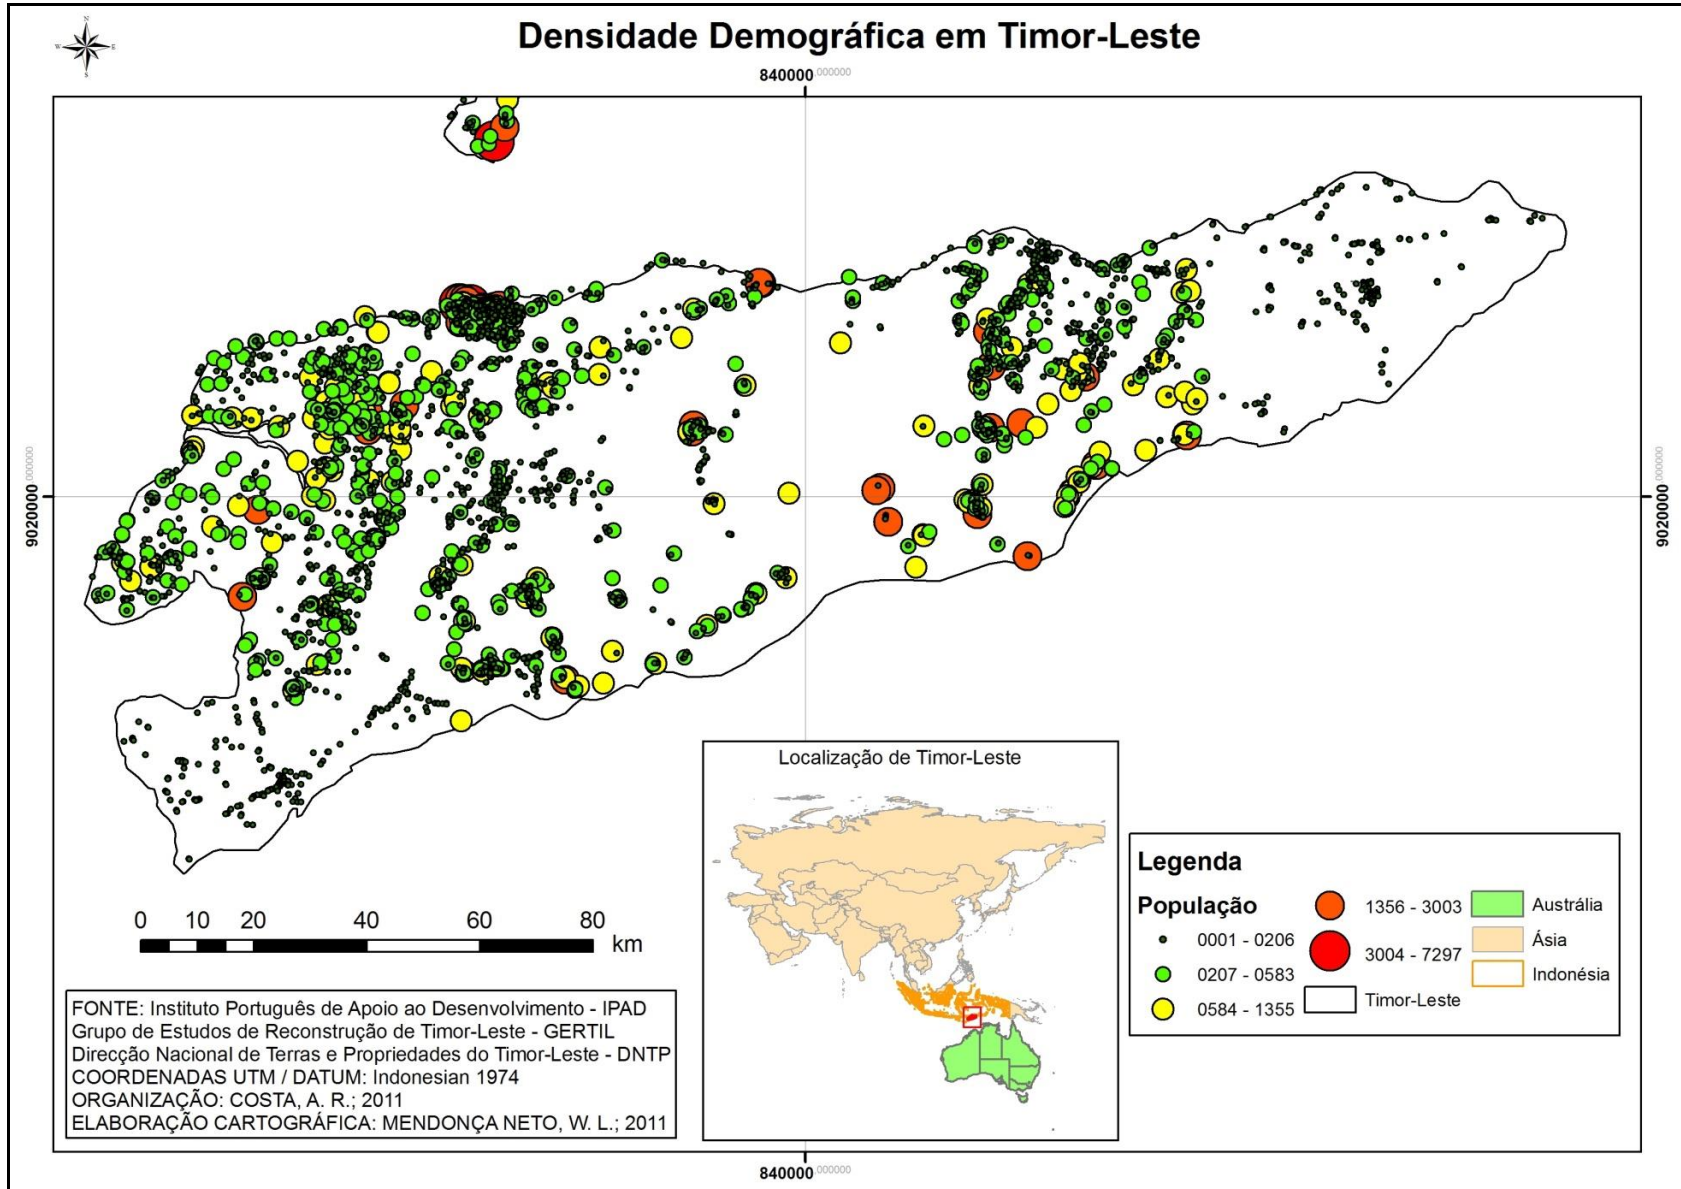 Densidade Demográfica em Timor-Leste
N
W
E
S
840000,000000
9020000,000000
9020000,000000
Localização de Timor-Leste
0 10 20 40 60 80
km
Legenda
População
0001 - 0206
0207 - 0583
0584 - 1355
1356 - 3003
3004 - 7297
Timor-Leste
Austrália
Ásia
Indonésia
FONTE: Instituto Português de Apoio ao Desenvolvimento - IPAD
Grupo de Estudos de Reconstrução de Timor-Leste - GERTIL
Direcção Nacional de Terras e Propriedades do Timor-Leste - DNTP
COORDENADAS UTM / DATUM: Indonesian 1974
ORGANIZAÇÃO: COSTA, A. R.; 2011
ELABORAÇÃO CARTOGRÁFICA: MENDONÇA NETO, W. L.; 2011
840000,000000